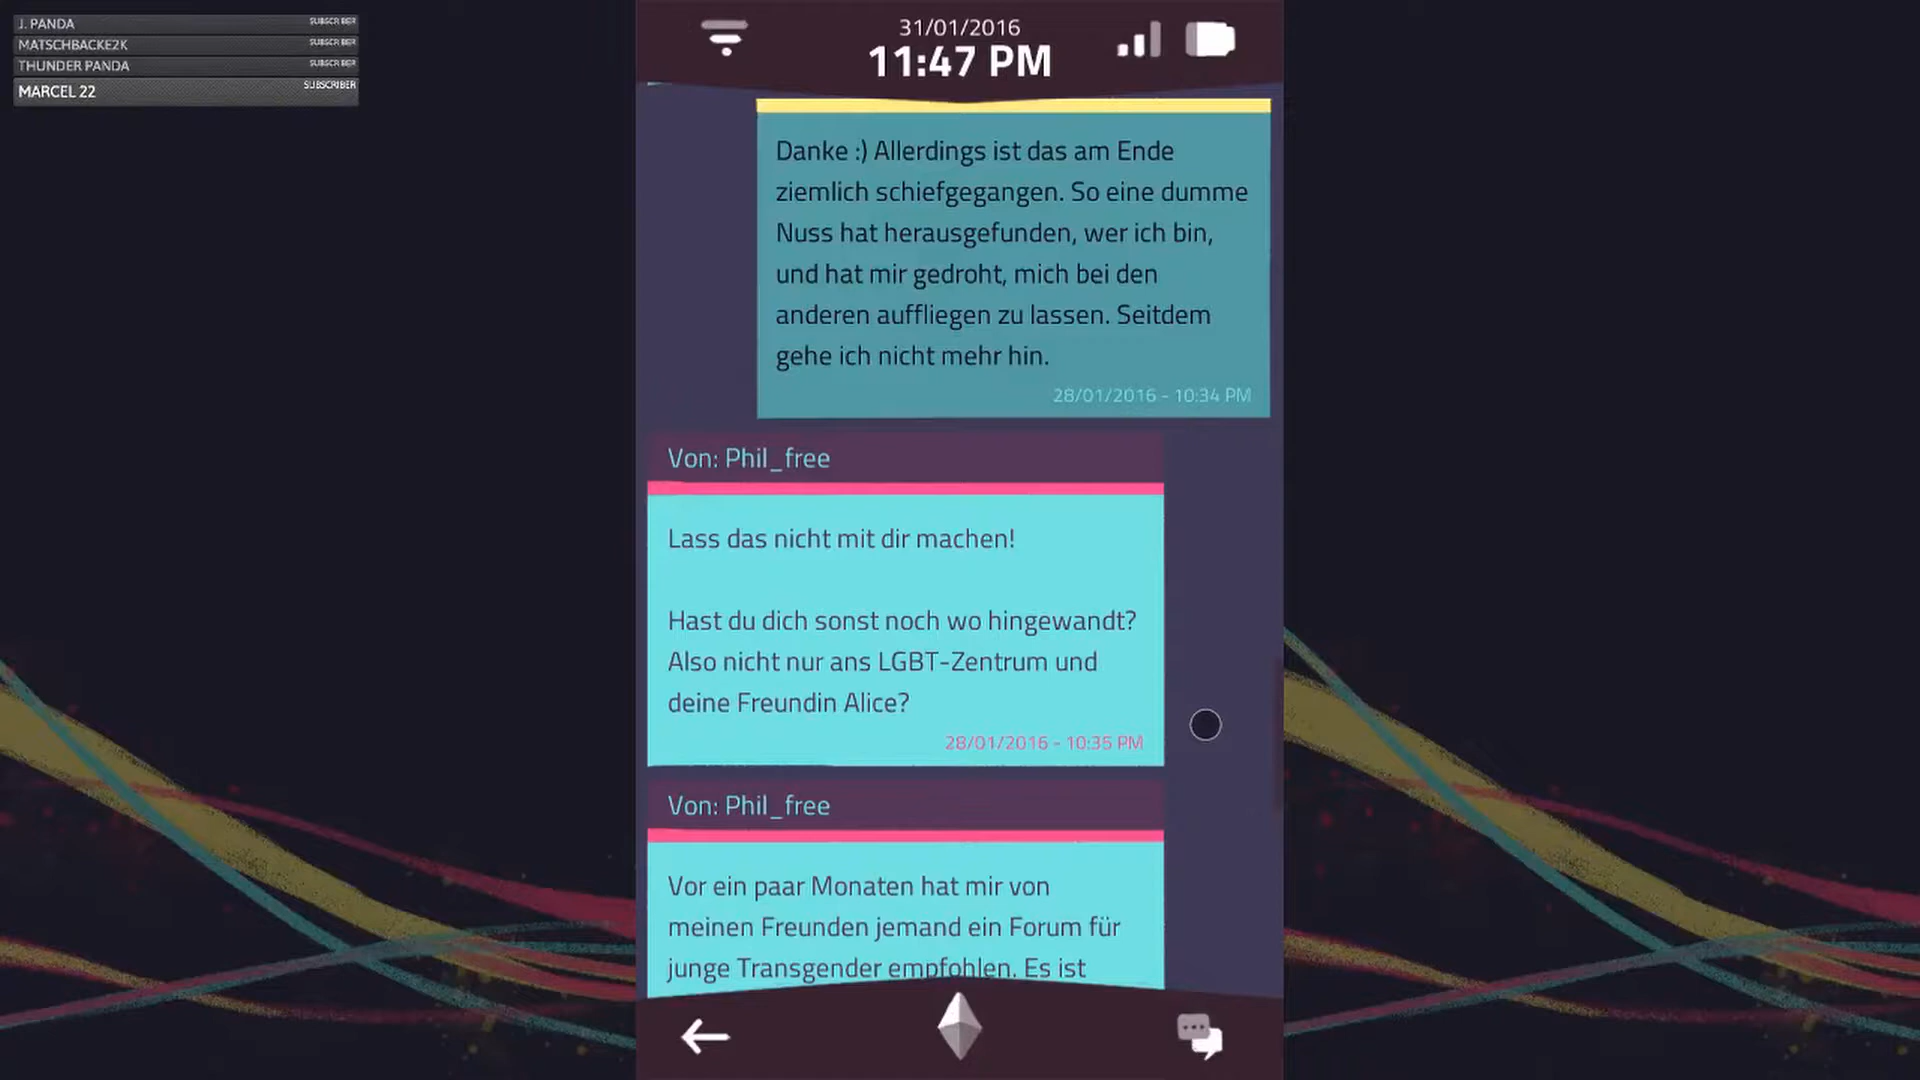 J. PANDA SUBSCRIBER
MATSCHBACKE2K SUBSCRIBER
THUNDER PANDA SUBSCRIBER
MARCEL 22 SUBSCRIBER
31/01/2016
11:47 PM
Danke :) Allerdings ist das am Ende
ziemlich schiefgegangen. So eine dumme
Nuss hat herausgefunden, wer ich bin,
und hat mir gedroht, mich bei den
anderen auffliegen zu lassen. Seitdem
gehe ich nicht mehr hin.
28/01/2016 - 10:34 PM
Von: Phil_free
Lass das nicht mit dir machen!
Hast du dich sonst noch wo hingewandt?
Also nicht nur ans LGBT-Zentrum und
deine Freundin Alice?
28/01/2016 - 10:35 PM
Von: Phil_free
Vor ein paar Monaten hat mir von
meinen Freunden jemand ein Forum für
junge Transgender empfohlen. Es ist